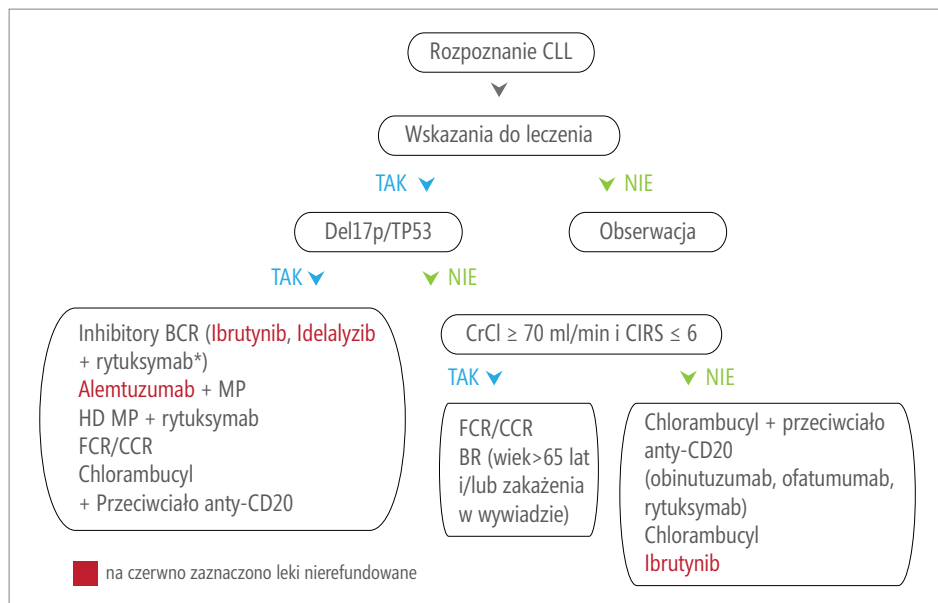 Rozpoznanie CLL
Wskazania do leczenia
TAK
NIE
Del17p/TP53
Obserwacja
TAK
NIE
Inhibitory BCR (Ibrutynib, Idelalyzib
+ rytuksymab*)
Alemtuzumab + MP
HD MP + rytuksymab
FCR/CCR
Chlorambucyl
+ Przeciwciało anty-CD20
CrCl ≥ 70 ml/min i CIRS ≤ 6
TAK
NIE
FCR/CCR
BR (wiek>65 lat
i/lub zakażenia
w wywiadzie)
Chlorambucyl + przeciwciało
anty-CD20
(obinutuzumab, ofatumumab,
rytuksymab)
Chlorambucyl
Ibrutynib
na czerwno zaznaczono leki nierefundowane